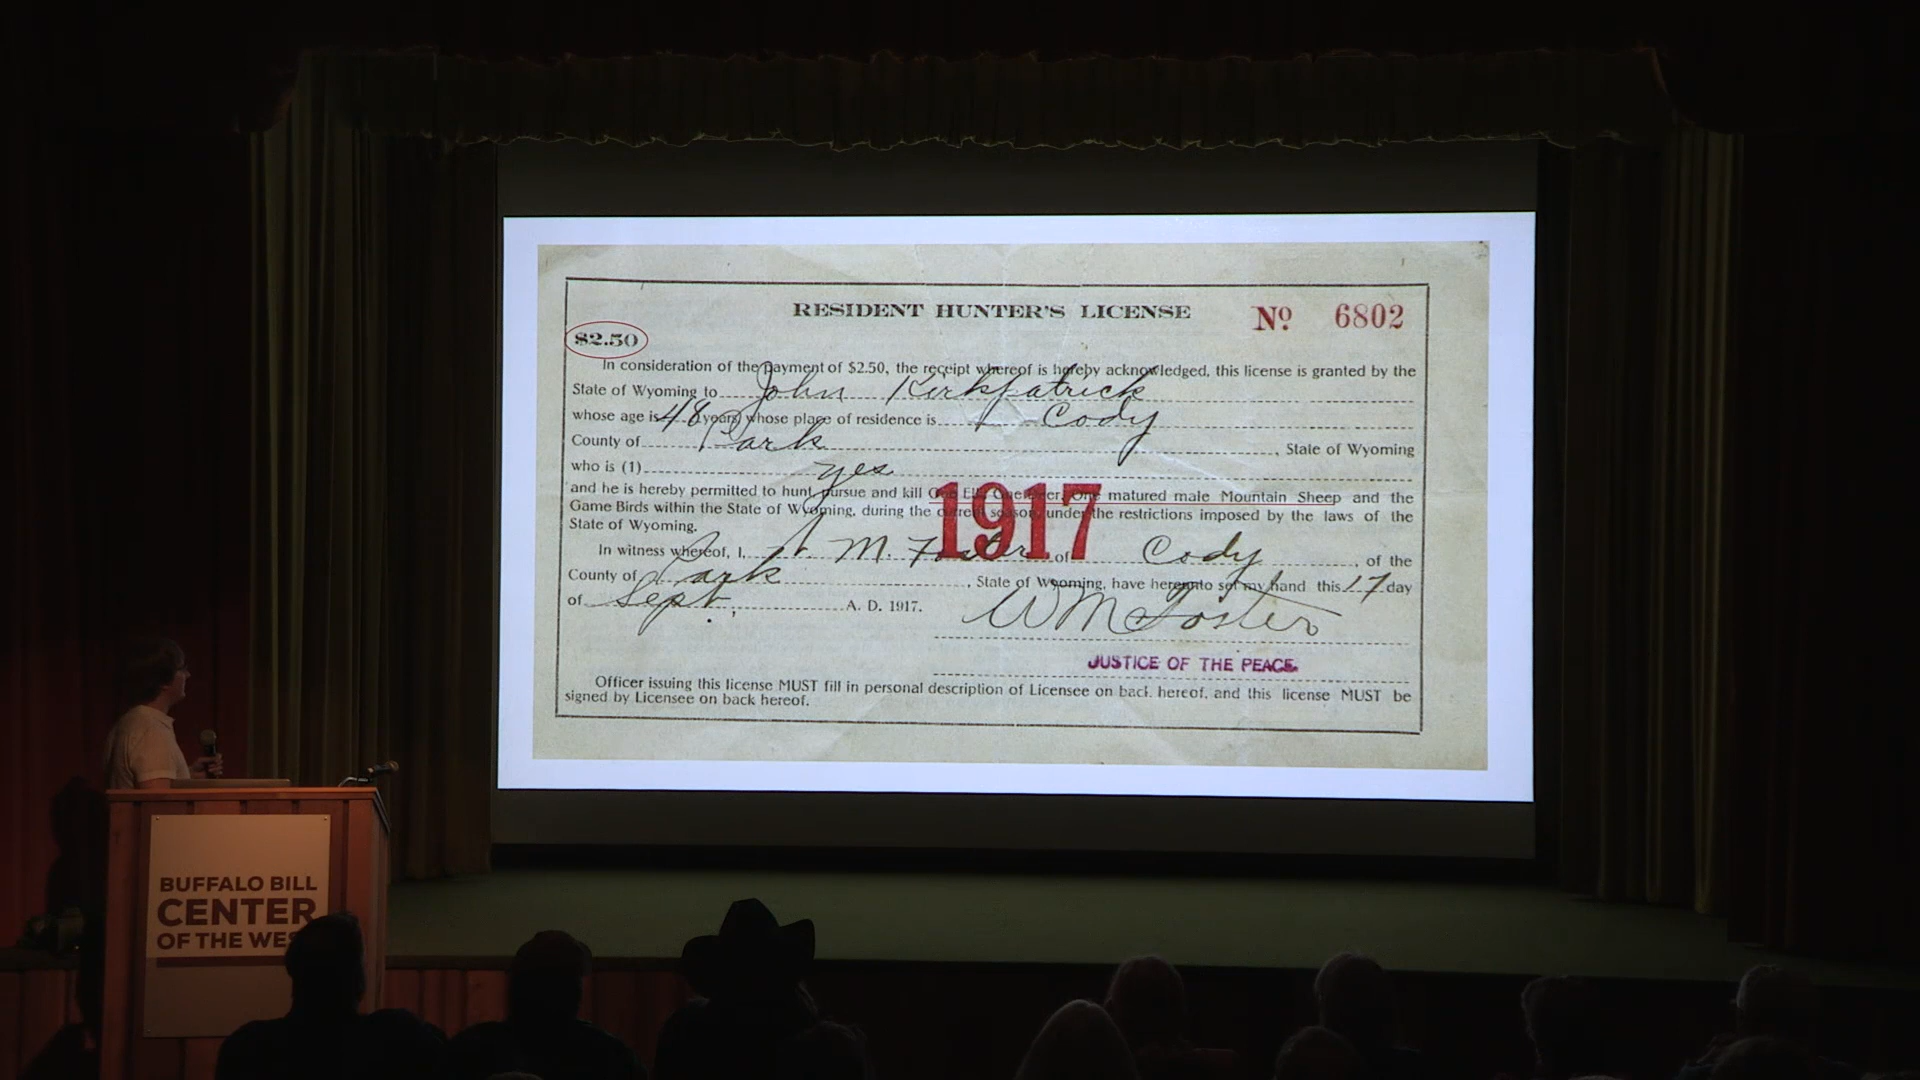 RESIDENT HUNTER'S LICENSE
Nº 6802
$2.50
In consideration of the payment of $2.50, the receipt whereof is hereby acknowledged, this license is granted by the
State of Wyoming to John Kirkpatrick
whose age is 48 years, whose place of residence is Cody
County of Park, State of Wyoming
who is (1) yes
and he is hereby permitted to hunt, pursue and kill One Elk, One Deer, One matured male Mountain Sheep and the
Game Birds within the State of Wyoming, during the current season, under the restrictions imposed by the laws of the
State of Wyoming.
1917
In witness whereof, I, W. M. Foster of Cody, of the
County of Park, State of Wyoming, have hereunto set my hand this 17 day
of Sept, A. D. 1917.
WM Foster
JUSTICE OF THE PEACE.
Officer issuing this license MUST fill in personal description of Licensee on back hereof, and this license MUST be
signed by Licensee on back hereof.
BUFFALO BILL
CENTER
OF THE WES